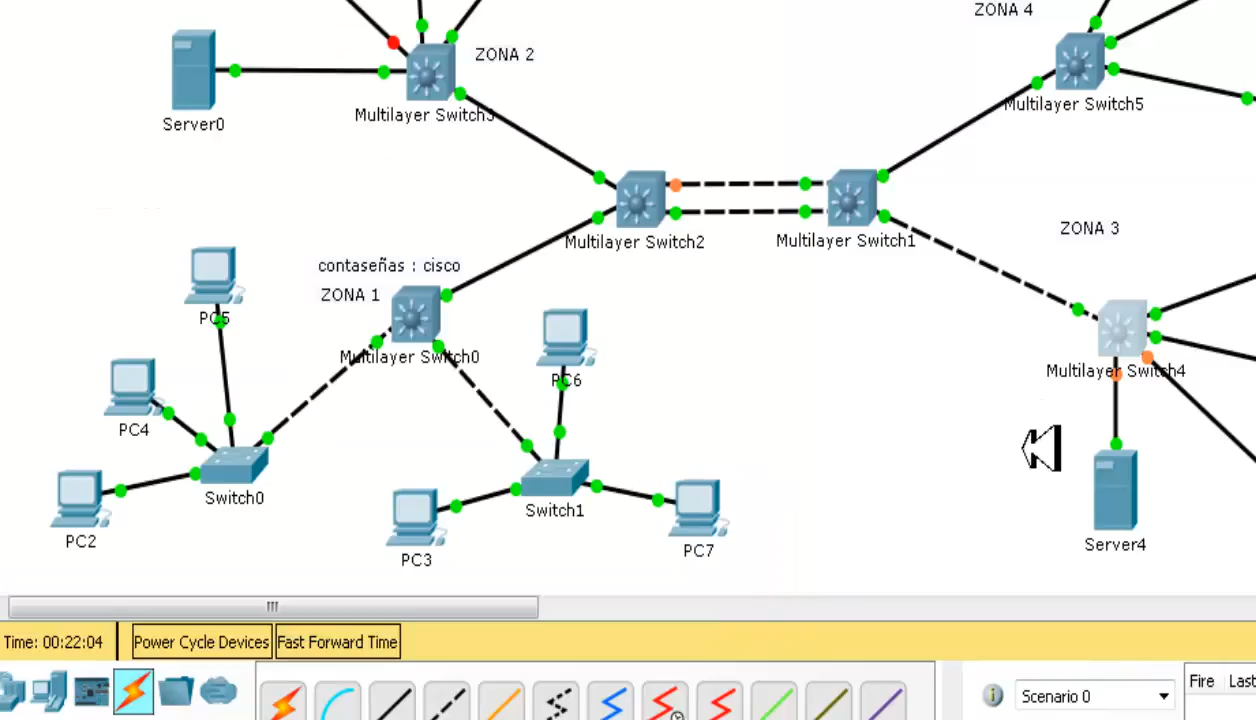 ZONA 4
ZONA 2
Multilayer Switch5
Multilayer Switch3
Server0
ZONA 3
Multilayer Switch2
Multilayer Switch1
contaseñas : cisco
ZONA 1
PC5
Multilayer Switch0
Multilayer Switch4
PC6
PC4
Switch0
Switch1
PC2
PC3
PC7
Server4
Time: 00:22:04
Power Cycle Devices
Fast Forward Time
Scenario 0
Fire
Last